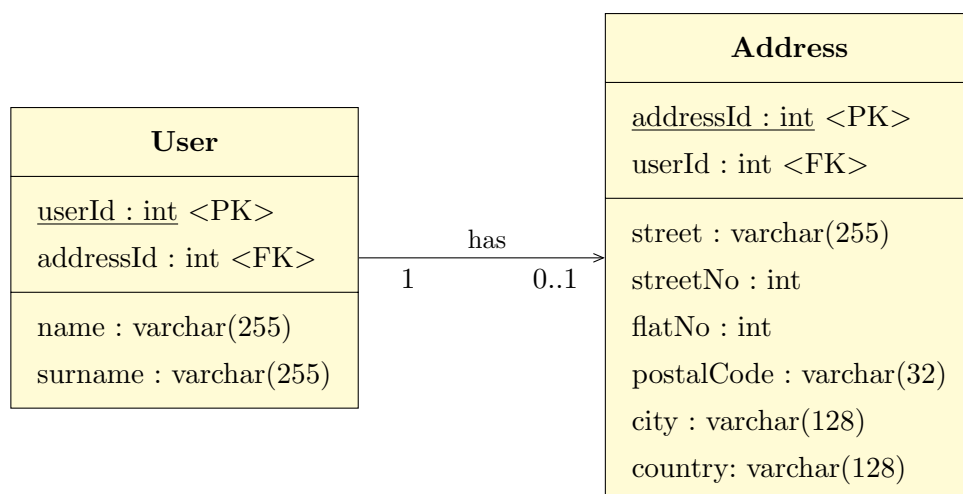 User
userId : int <PK>
addressId : int <FK>
name : varchar(255)
surname : varchar(255)
has
1
0..1
Address
addressId : int <PK>
userId : int <FK>
street : varchar(255)
streetNo : int
flatNo : int
postalCode : varchar(32)
city : varchar(128)
country: varchar(128)